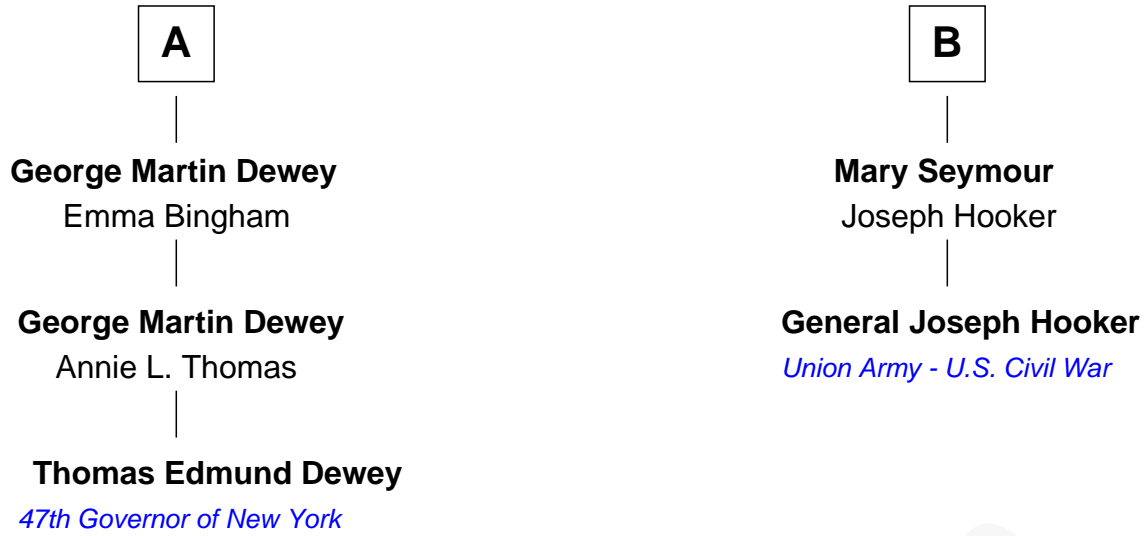 A
George Martin Dewey
Emma Bingham
George Martin Dewey
Annie L. Thomas
Thomas Edmund Dewey
47th Governor of New York
B
Mary Seymour
Joseph Hooker
General Joseph Hooker
Union Army - U.S. Civil War